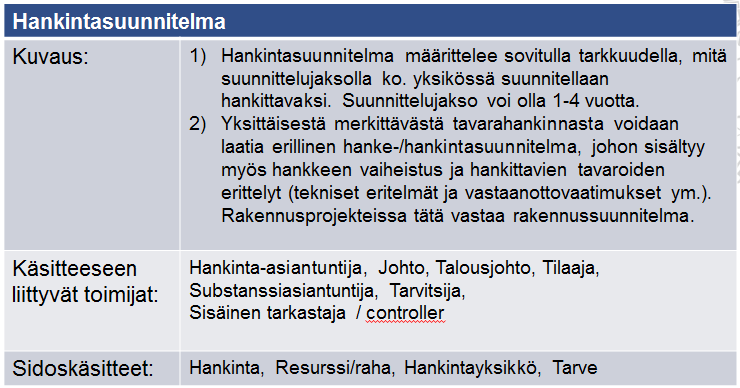 Hankintasuunnitelma
Kuvaus:
1) Hankintasuunnitelma määrittelee sovitulla tarkkuudella, mitä
suunnittelujaksolla ko. yksikössä suunnitellaan
hankittavaksi. Suunnittelujakso voi olla 1-4 vuotta.
2) Yksittäisestä merkittävästä tavarahankinnasta voidaan
laatia erillinen hanke-/hankintasuunnitelma, johon sisältyy
myös hankkeen vaiheistus ja hankittavien tavaroiden
erittelyt (tekniset eritelmät ja vastaanottovaatimukset ym.).
Rakennusprojekteissa tätä vastaa rakennussuunnitelma.
Käsitteeseen
liittyvät toimijat:
Hankinta-asiantuntija, Johto, Talousjohto, Tilaaja,
Substanssiasiantuntija, Tarvitsija,
Sisäinen tarkastaja / controller
Sidoskäsitteet:
Hankinta, Resurssi/raha, Hankintayksikkö, Tarve